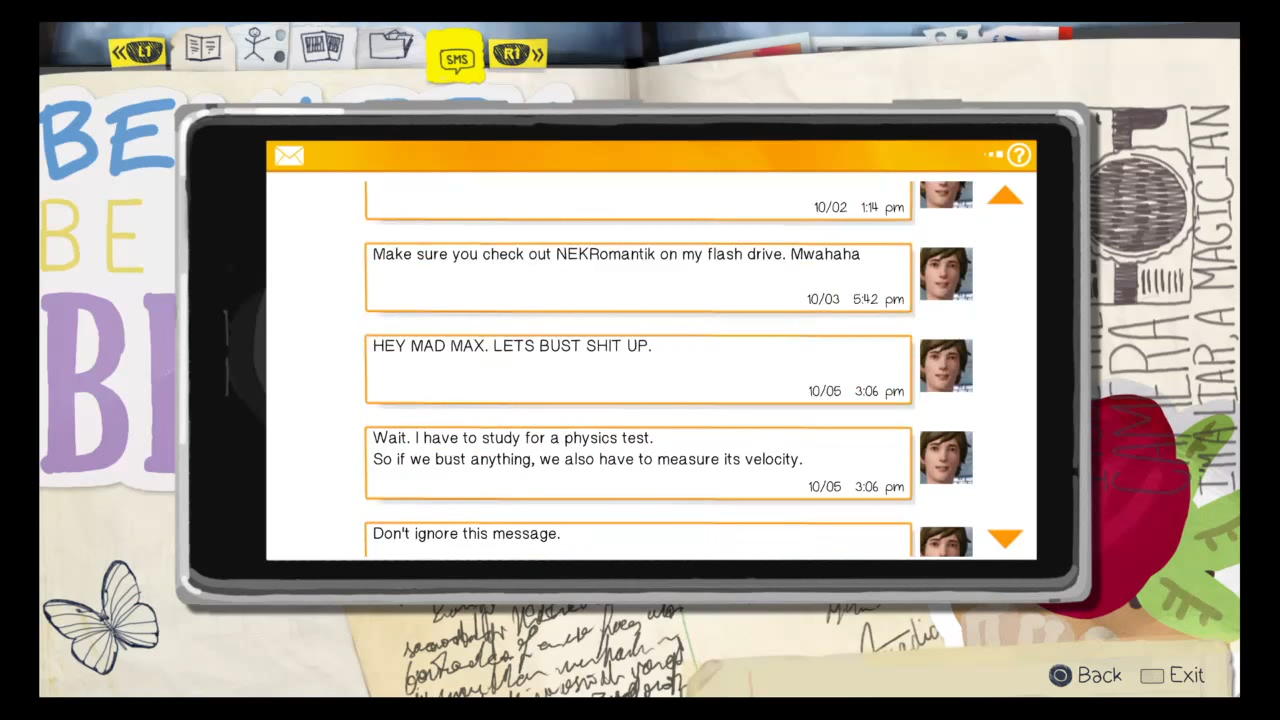 L1
SMS
R1
BE
BE
10/02 1:14 pm
Make sure you check out NEKRomantik on my flash drive. Mwahaha
10/03 5:42 pm
HEY MAD MAX. LETS BUST SHIT UP.
10/05 3:06 pm
Wait. I have to study for a physics test.
So if we bust anything, we also have to measure its velocity.
10/05 3:06 pm
Don't ignore this message.
?
CAMERA
A MAGICIAN
Back
Exit